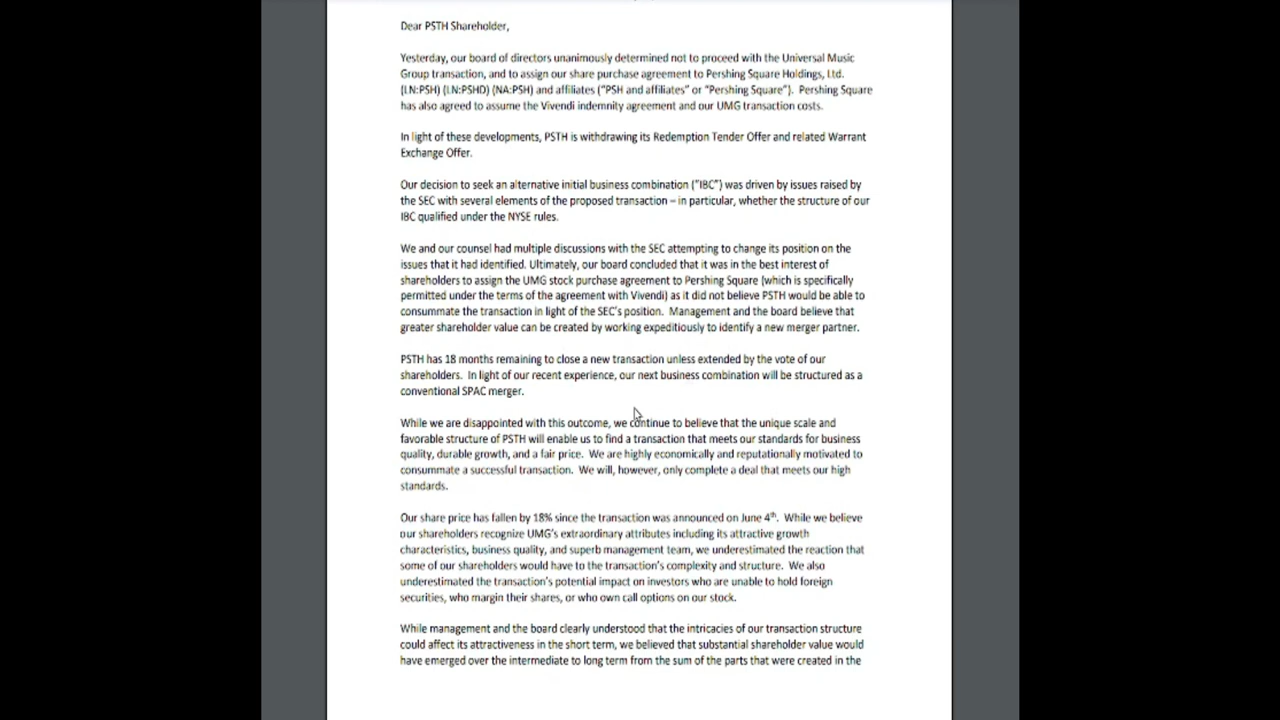 Dear PSTH Shareholder,
Yesterday, our board of directors unanimously determined not to proceed with the Universal Music
Group transaction, and to assign our share purchase agreement to Pershing Square Holdings, Ltd.
(LN:PSH) (LN:PSHD) (NA:PSH) and affiliates ("PSH and affiliates" or "Pershing Square"). Pershing Square
has also agreed to assume the Vivendi indemnity agreement and our UMG transaction costs.
In light of these developments, PSTH is withdrawing its Redemption Tender Offer and related Warrant
Exchange Offer.
Our decision to seek an alternative initial business combination ("IBC") was driven by issues raised by
the SEC with several elements of the proposed transaction – in particular, whether the structure of our
IBC qualified under the NYSE rules.
We and our counsel had multiple discussions with the SEC attempting to change its position on the
issues that it had identified. Ultimately, our board concluded that it was in the best interest of
shareholders to assign the UMG stock purchase agreement to Pershing Square (which is specifically
permitted under the terms of the agreement with Vivendi) as it did not believe PSTH would be able to
consummate the transaction in light of the SEC's position. Management and the board believe that
greater shareholder value can be created by working expeditiously to identify a new merger partner.
PSTH has 18 months remaining to close a new transaction unless extended by the vote of our
shareholders. In light of our recent experience, our next business combination will be structured as a
conventional SPAC merger.
While we are disappointed with this outcome, we continue to believe that the unique scale and
favorable structure of PSTH will enable us to find a transaction that meets our standards for business
quality, durable growth, and a fair price. We are highly economically and reputationally motivated to
consummate a successful transaction. We will, however, only complete a deal that meets our high
standards.
Our share price has fallen by 18% since the transaction was announced on June 4th. While we believe
our shareholders recognize UMG's extraordinary attributes including its attractive growth
characteristics, business quality, and superb management team, we underestimated the reaction that
some of our shareholders would have to the transaction's complexity and structure. We also
underestimated the transaction's potential impact on investors who are unable to hold foreign
securities, who margin their shares, or who own call options on our stock.
While management and the board clearly understood that the intricacies of our transaction structure
could affect its attractiveness in the short term, we believed that substantial shareholder value would
have emerged over the intermediate to long term from the sum of the parts that were created in the